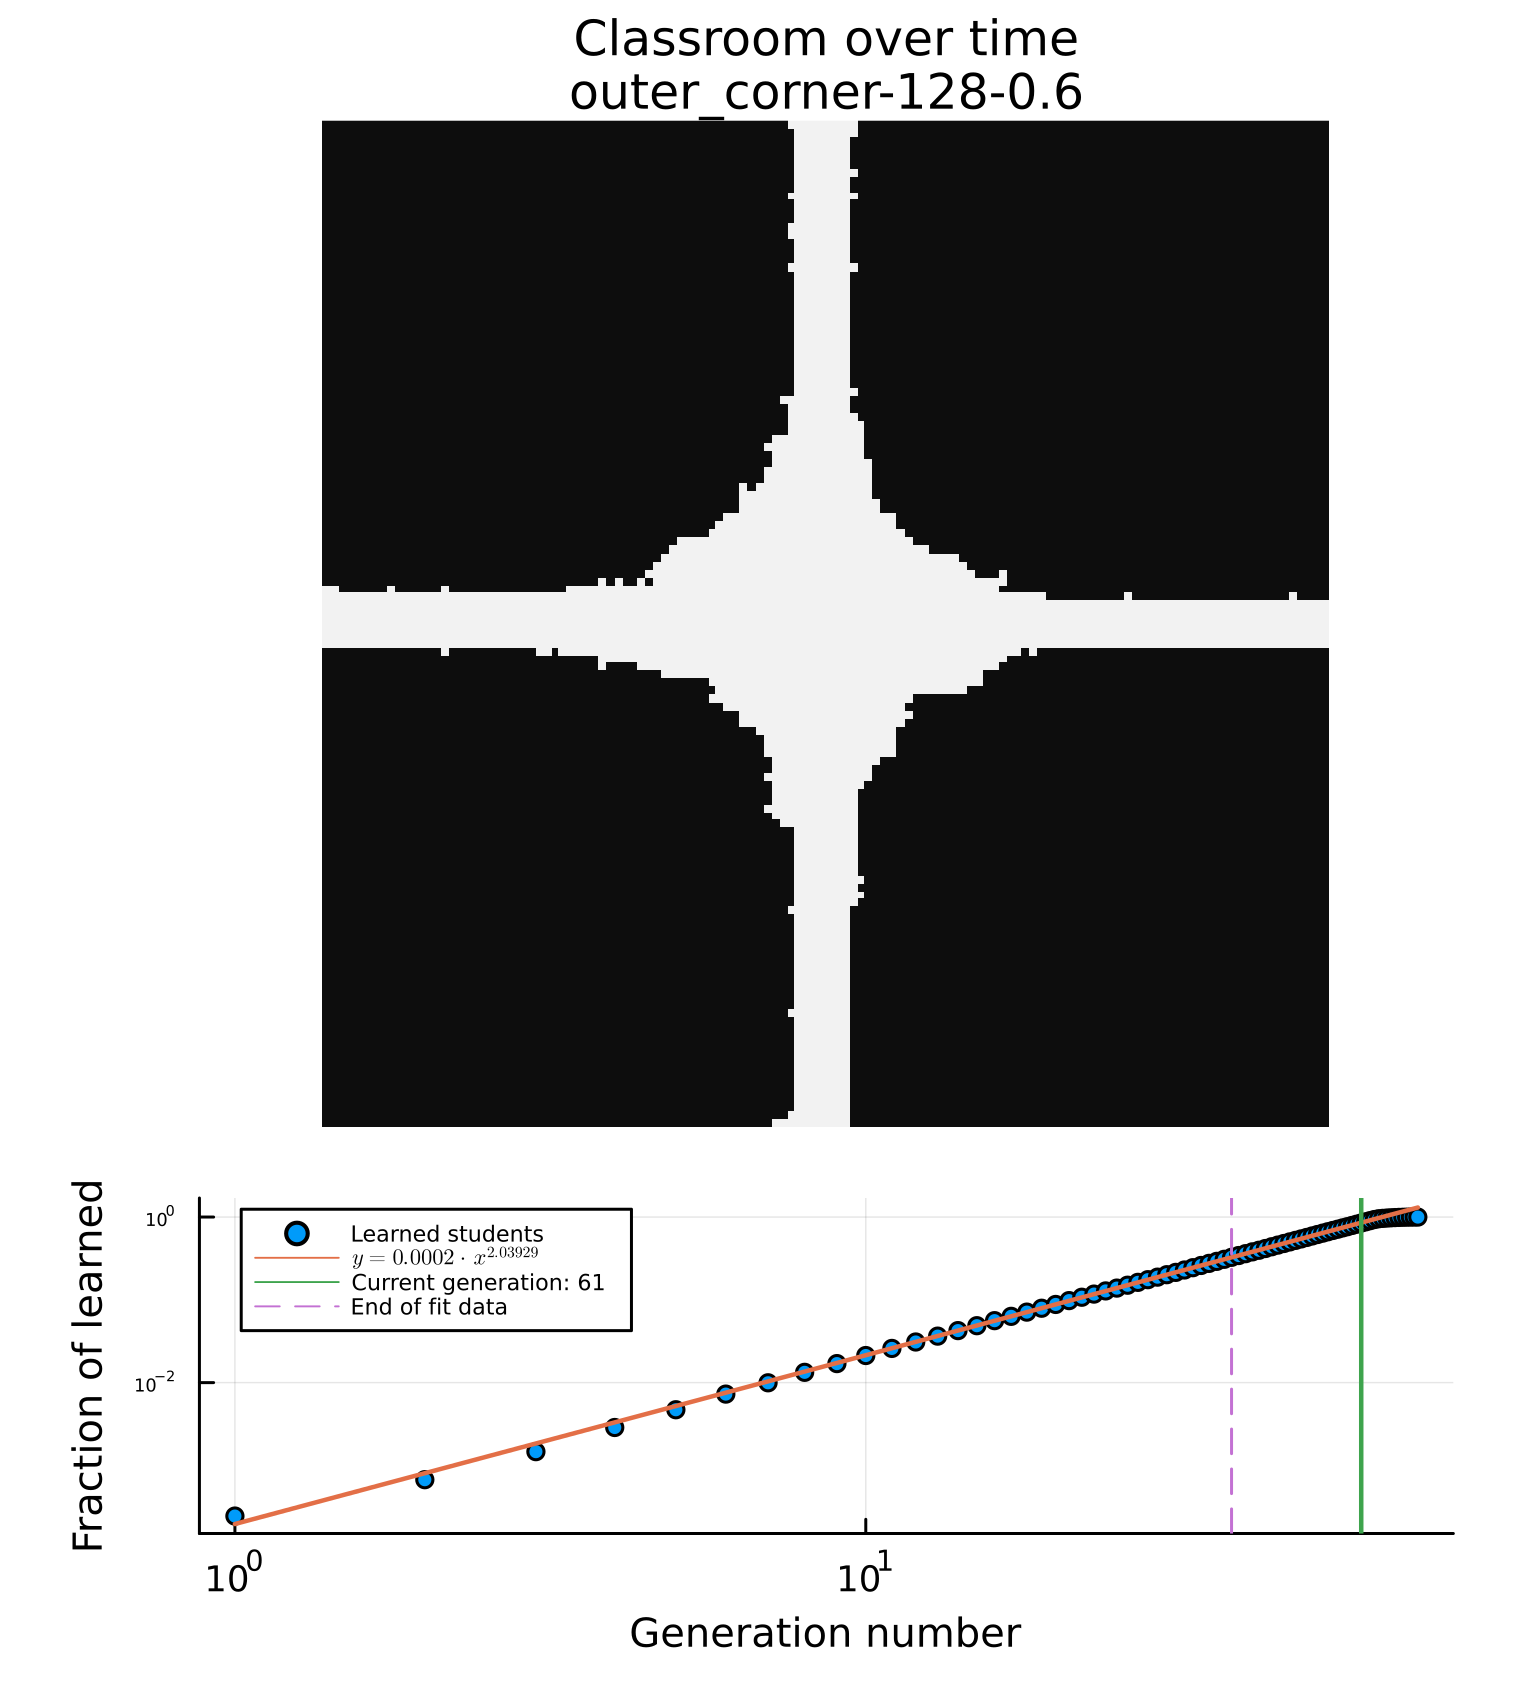 Classroom over time
outer_corner-128-0.6
Fraction of learned
10^0
10^−2
Learned students
y = 0.0002 · x^2.03929
Current generation: 61
End of fit data
10^0
10^1
Generation number